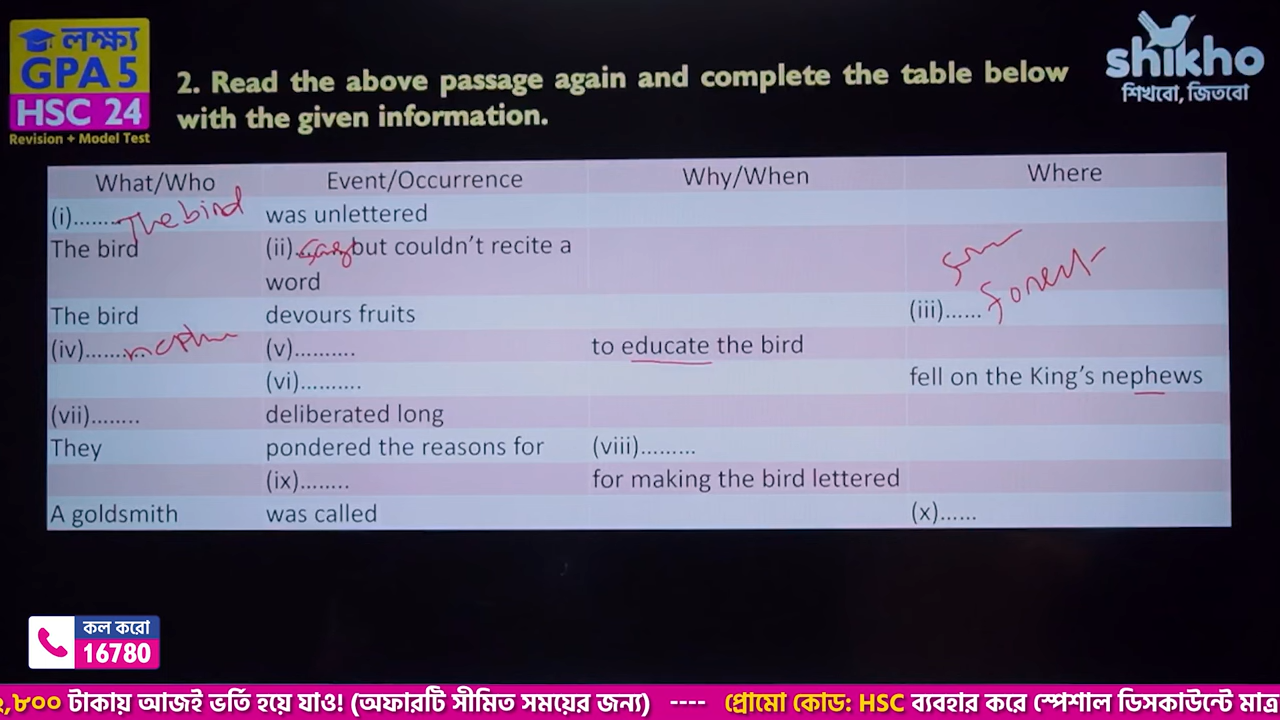 লক্ষ্য
GPA 5
HSC 24
Revision + Model Test
shikho
শিখবো, জিতবো
2. Read the above passage again and complete the table below
with the given information.
What/Who Event/Occurrence Why/When Where
(i)........ The bird was unlettered
The bird (ii)..sang but couldn't recite a
word
The bird devours fruits (iii)...... forest
(iv).......... (v).......... to educate the bird
(vi).......... fell on the King's nephews
(vii)........ deliberated long
They pondered the reasons for (viii).........
(ix)........ for making the bird lettered
A goldsmith was called (x)......
কল করো
16780
২,৮০০ টাকায় আজই ভর্তি হয়ে যাও! (অফারটি সীমিত সময়ের জন্য) ---- প্রোমো কোড: HSC ব্যবহার করে স্পেশাল ডিসকাউন্টে মাত্র